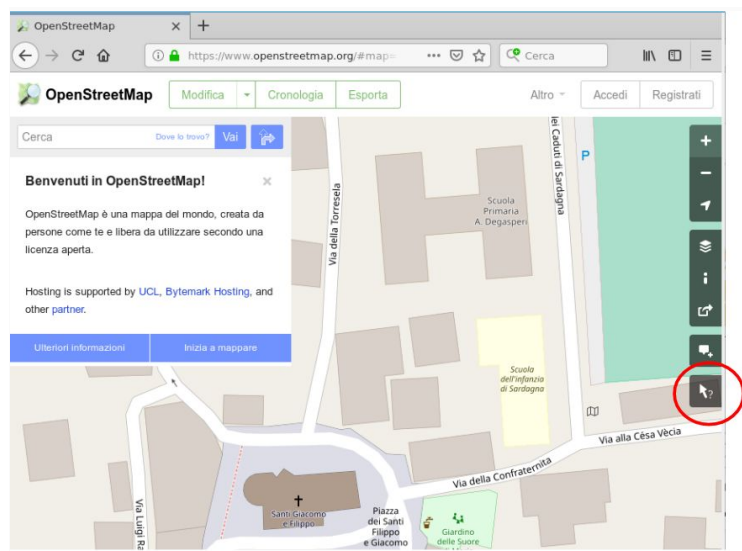 OpenStreetMap
https://www.openstreetmap.org/#map=
Cerca
OpenStreetMap
Modifica
Cronologia
Esporta
Altro
Accedi
Registrati
Cerca
Dove lo trovo?
Vai
Benvenuti in OpenStreetMap!
OpenStreetMap è una mappa del mondo, creata da
persone come te e libera da utilizzare secondo una
licenza aperta.
Hosting is supported by UCL, Bytemark Hosting, and
other partner.
Ulteriori informazioni
Inizia a mappare
Via della Torresela
Scuola
Primaria
A. Degasperi
dei Caduti di Sardagna
P
Scuola
dell'infanzia
di Sardagna
Via alla Césa Vècia
Via della Confraternita
Santi Giacomo
e Filippo
Piazza
dei Santi
Filippo
e Giacomo
Giardino
delle Suore
Via Luigi